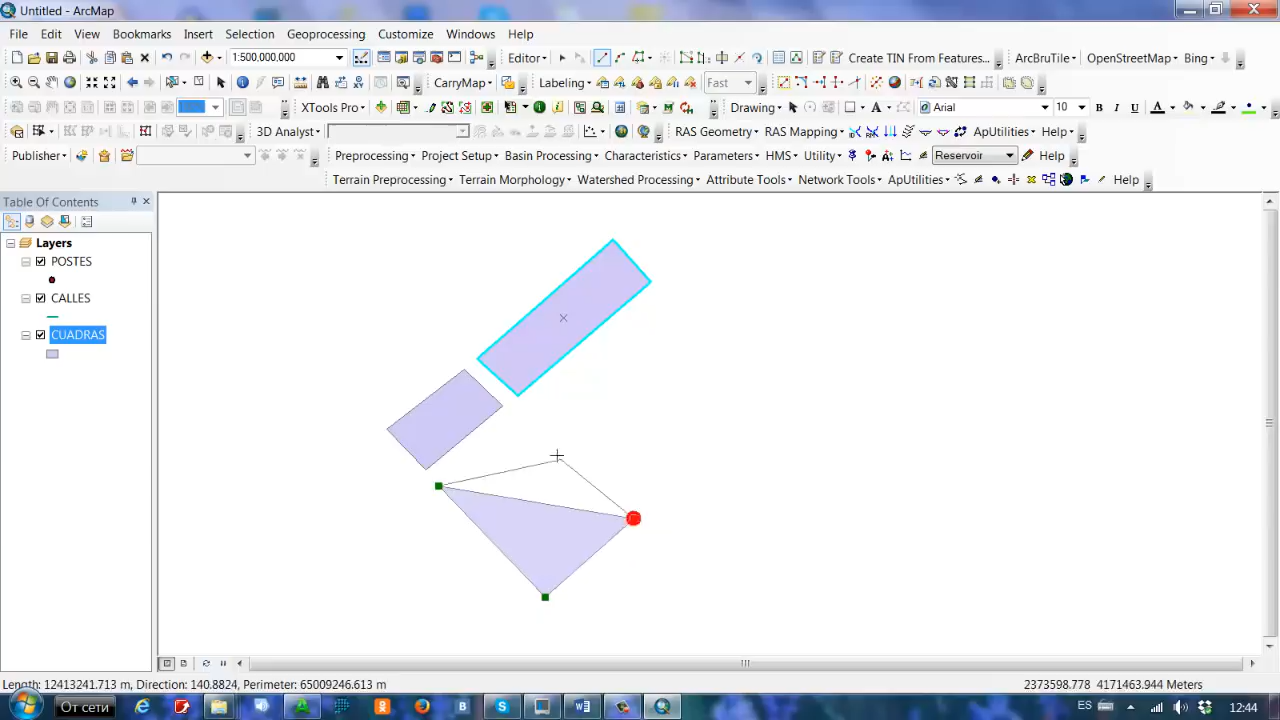 Untitled - ArcMap
File Edit View Bookmarks Insert Selection Geoprocessing Customize Windows Help
1:500,000,000 Editor Create TIN From Features... ArcBruTile OpenStreetMap Bing
CarryMap Labeling Fast
XTools Pro Drawing Arial 10 B I U A
3D Analyst RAS Geometry RAS Mapping ApUtilities Help
Publisher Preprocessing Project Setup Basin Processing Characteristics Parameters HMS Utility Reservoir Help
Terrain Preprocessing Terrain Morphology Watershed Processing Attribute Tools Network Tools ApUtilities Help
Table Of Contents
Layers
POSTES
CALLES
CUADRAS
Length: 12413241.713 m, Direction: 140.8824, Perimeter: 65009246.613 m 2373598.778 4171463.944 Meters
От сети ES 12:44